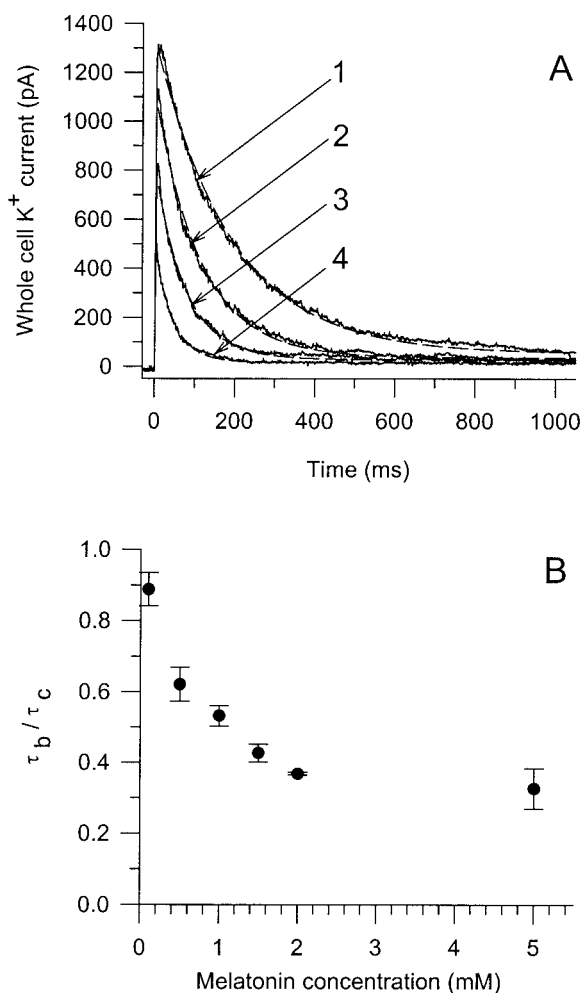 A
Whole cell K+ current (pA)
1400
1200
1000
800
600
400
200
0
1
2
3
4
0 200 400 600 800 1000
Time (ms)
B
τb / τc
1.0
0.8
0.6
0.4
0.2
0.0
0 1 2 3 4 5
Melatonin concentration (mM)